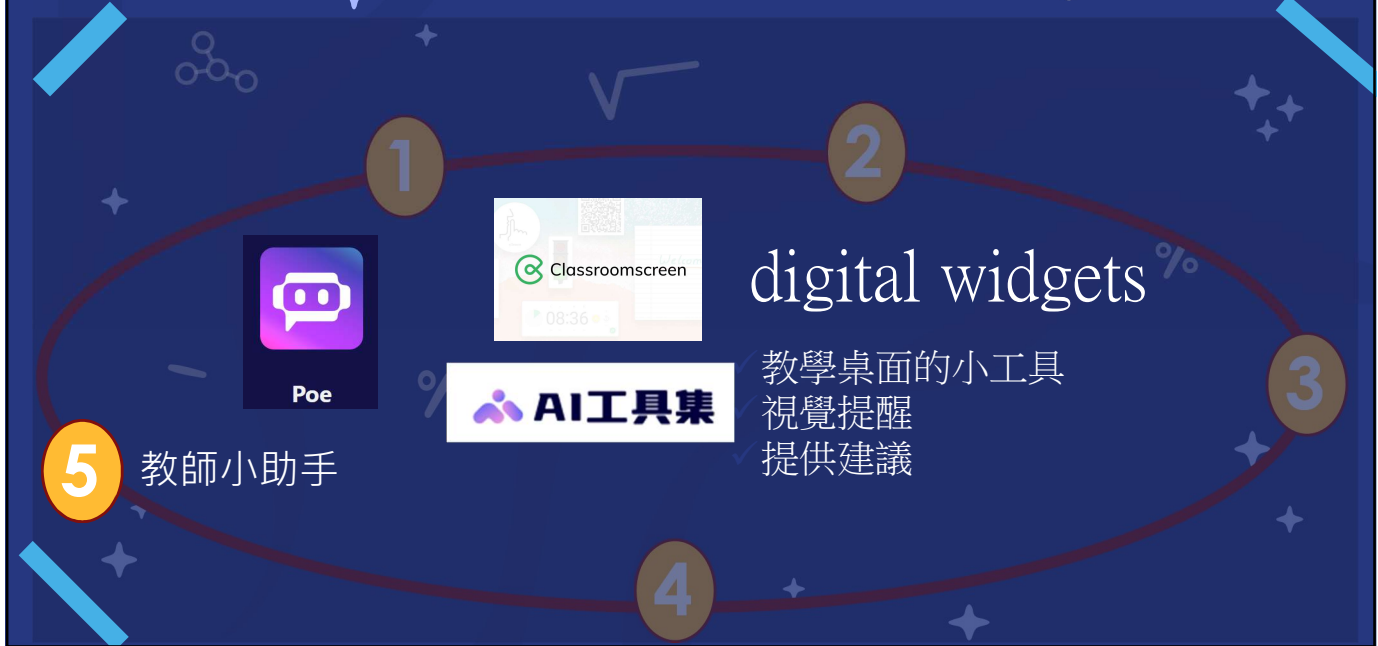 1
2
Classroomscreen
08:36
digital widgets
%
Poe
%
AI工具集
教學桌面的小工具
視覺提醒
提供建議
3
5
教師小助手
4